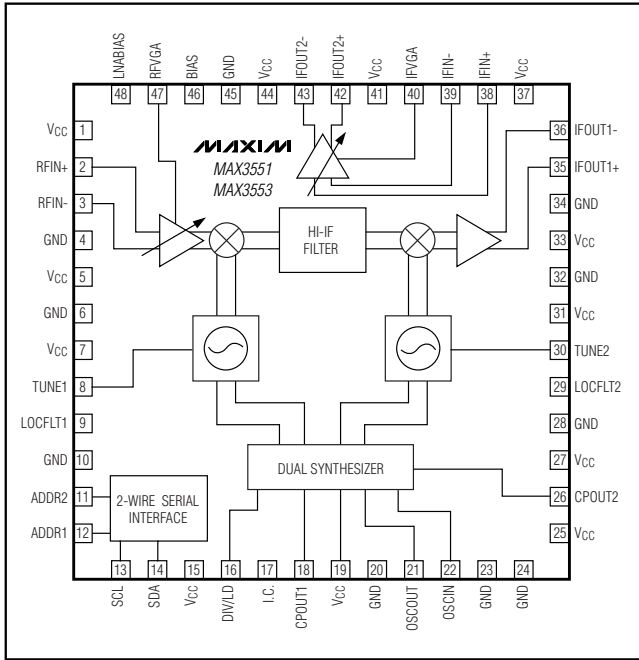 LNABIAS
RFVGA
BIAS
GND
VCC
IFOUT2-
IFOUT2+
VCC
IFVGA
IFIN-
IFIN+
VCC
48 47 46 45 44 43 42 41 40 39 38 37
VCC 1
RFIN+ 2
RFIN- 3
GND 4
VCC 5
GND 6
VCC 7
TUNE1 8
LOCFLT1 9
GND 10
ADDR2 11
ADDR1 12
MAXIM
MAX3551
MAX3553
HI-IF
FILTER
DUAL SYNTHESIZER
2-WIRE SERIAL
INTERFACE
36 IFOUT1-
35 IFOUT1+
34 GND
33 VCC
32 GND
31 VCC
30 TUNE2
29 LOCFLT2
28 GND
27 VCC
26 CPOUT2
25 VCC
13 14 15 16 17 18 19 20 21 22 23 24
SCL
SDA
VCC
DIV/LD
I.C.
CPOUT1
VCC
GND
OSCOUT
OSCIN
GND
GND